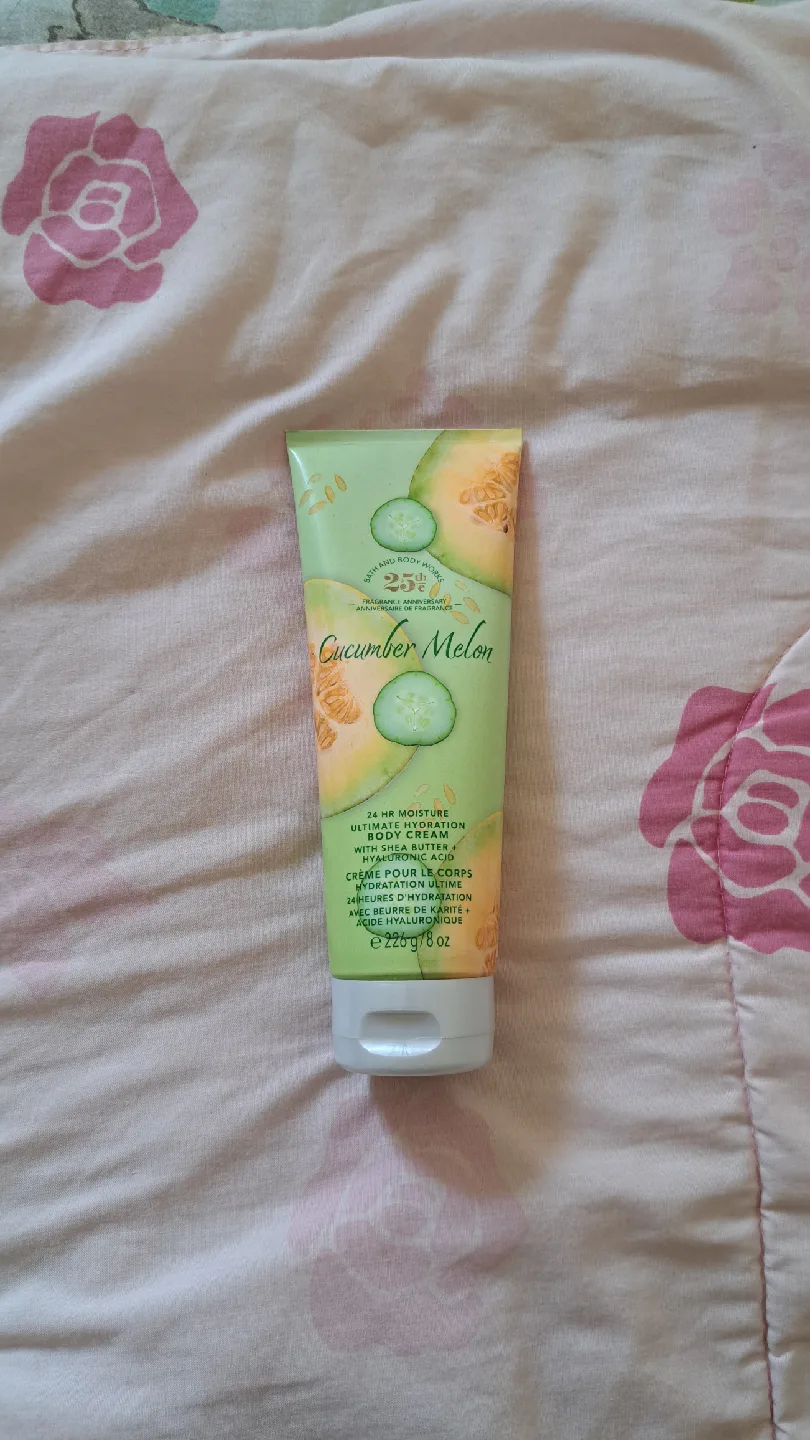 BATH AND BODY WORKS
25th/e
FRAGRANCE ANNIVERSARY
ANNIVERSAIRE DE FRAGRANCE
Cucumber Melon
24 HR MOISTURE
ULTIMATE HYDRATION
BODY CREAM
WITH SHEA BUTTER +
HYALURONIC ACID
CRÈME POUR LE CORPS
HYDRATATION ULTIME
24 HEURES D'HYDRATATION
AVEC BEURRE DE KARITÉ +
ACIDE HYALURONIQUE
e 226 g/8 oz